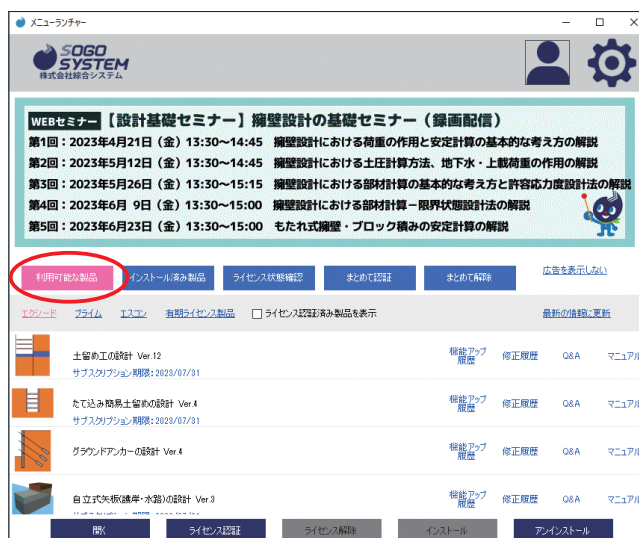 メニューランチャー
SOGO
SYSTEM
株式会社綜合システム
WEBセミナー 【設計基礎セミナー】擁壁設計の基礎セミナー（録画配信）
第1回：2023年4月21日（金）13:30～14:45 擁壁設計における荷重の作用と安定計算の基本的な考え方の解説
第2回：2023年5月12日（金）13:30～14:45 擁壁設計における土圧計算方法、地下水・上載荷重の作用の解説
第3回：2023年5月26日（金）13:30～15:15 擁壁設計における部材計算の基本的な考え方と許容応力度設計法の解説
第4回：2023年6月 9日（金）13:30～15:00 擁壁設計における部材計算－限界状態設計法の解説
第5回：2023年6月23日（金）13:30～15:00 もたれ式擁壁・ブロック積みの安定計算の解説
利用可能な製品 インストール済み製品 ライセンス状態確認 まとめて認証 まとめて解除 広告を表示しない
エクシード プライム エスコン 有期ライセンス製品 ライセンス認証済み製品を表示 最新の情報に更新
土留め工の設計 Ver.12 機能アップ履歴 修正履歴 Q&A マニュアル
サブスクリプション期限：2023/07/31
たて込み簡易土留めの設計 Ver.4 機能アップ履歴 修正履歴 Q&A マニュアル
サブスクリプション期限：2023/07/31
グラウンドアンカーの設計 Ver.4 機能アップ履歴 修正履歴 Q&A マニュアル
自立式矢板(護岸・水路)の設計 Ver.3 機能アップ履歴 修正履歴 Q&A マニュアル
開く ライセンス認証 ライセンス解除 インストール アンインストール